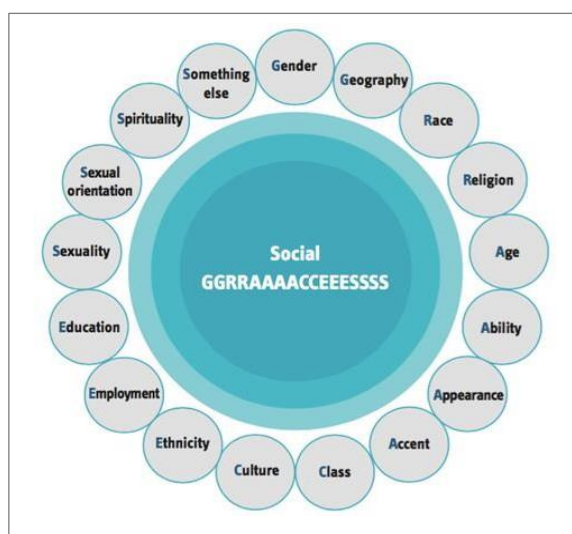 Gender
Geography
Race
Religion
Age
Ability
Appearance
Accent
Class
Culture
Ethnicity
Employment
Education
Sexuality
Sexual
orientation
Spirituality
Something
else
Social
GGRRAAAACCEEESSSS